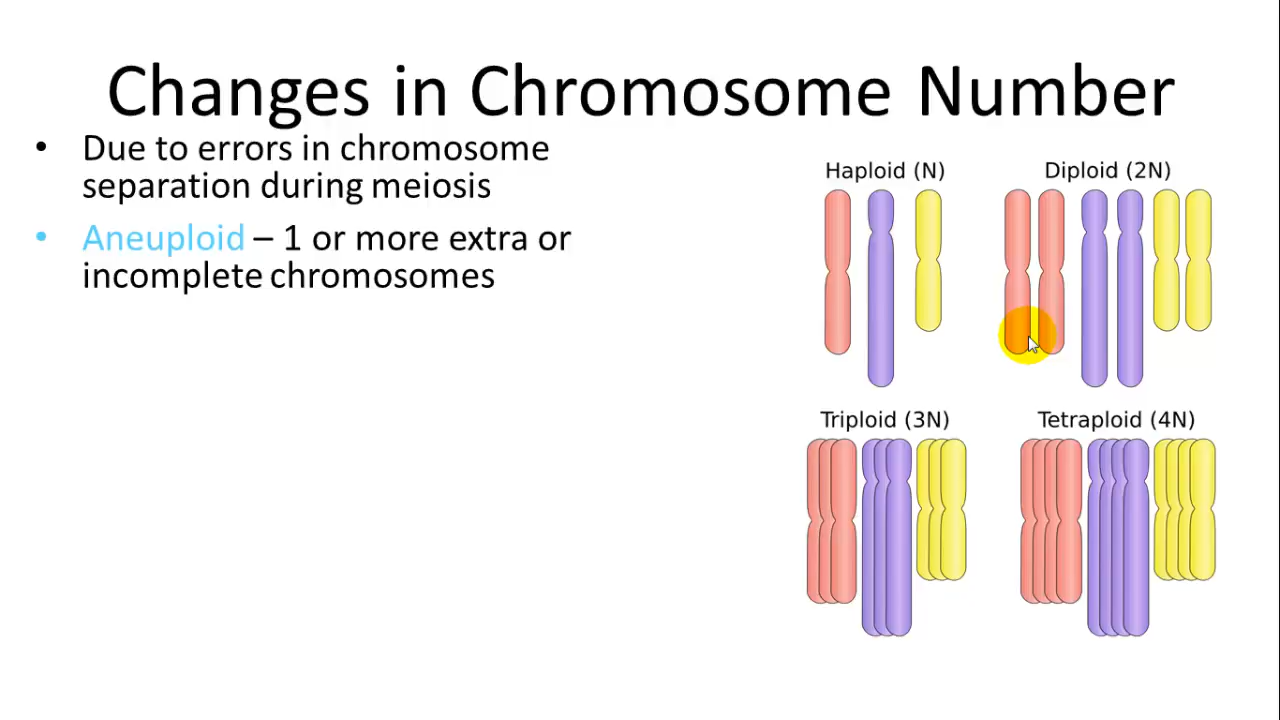 Changes in Chromosome Number
• Due to errors in chromosome
separation during meiosis
• Aneuploid – 1 or more extra or
incomplete chromosomes
Haploid (N)
Diploid (2N)
Triploid (3N)
Tetraploid (4N)